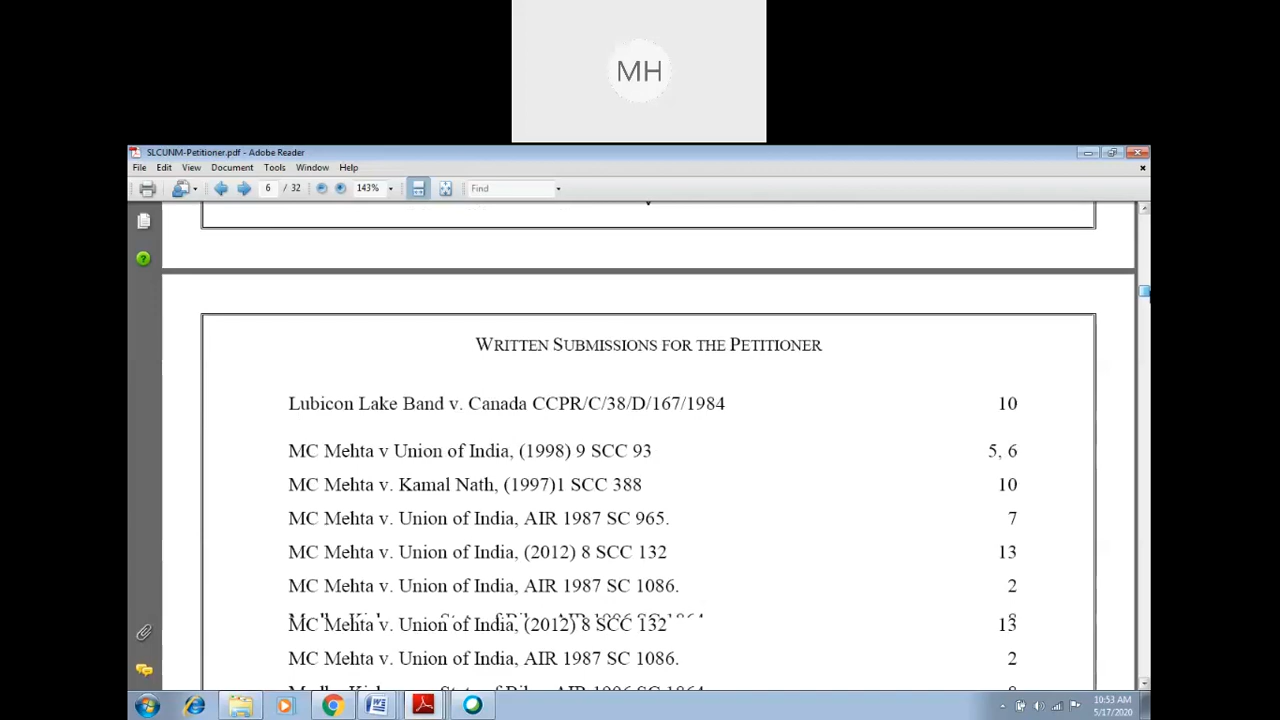 MH
SLCUNM-Petitioner.pdf - Adobe Reader
File Edit View Document Tools Window Help
6 / 32 143% Find
WRITTEN SUBMISSIONS FOR THE PETITIONER
Lubicon Lake Band v. Canada CCPR/C/38/D/167/1984 10
MC Mehta v Union of India, (1998) 9 SCC 93 5, 6
MC Mehta v. Kamal Nath, (1997)1 SCC 388 10
MC Mehta v. Union of India, AIR 1987 SC 965. 7
MC Mehta v. Union of India, (2012) 8 SCC 132 13
MC Mehta v. Union of India, AIR 1987 SC 1086. 2
MC Mehta v. Union of India, (2012) 8 SCC 132 13
MC Mehta v. Union of India, AIR 1987 SC 1086. 2
10:53 AM
5/17/2020